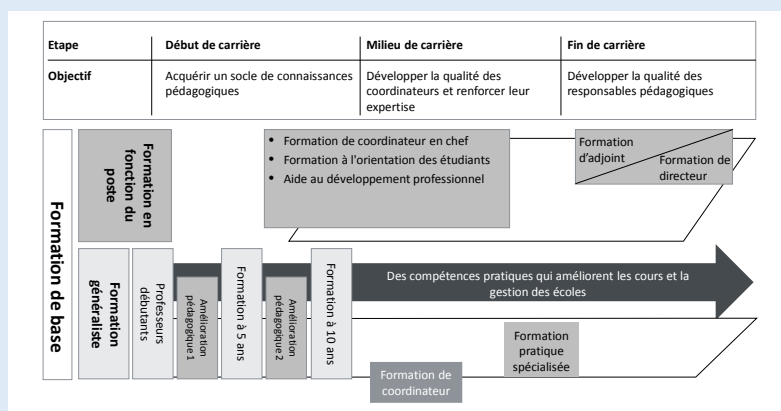 Etape
Début de carrière
Milieu de carrière
Fin de carrière
Objectif
Acquérir un socle de connaissances
pédagogiques
Développer la qualité des
coordinateurs et renforcer leur
expertise
Développer la qualité des
responsables pédagogiques
Formation de base
Formation en
fonction du
poste
• Formation de coordinateur en chef
• Formation à l'orientation des étudiants
• Aide au développement professionnel
Formation
d'adjoint
Formation de
directeur
Formation
généraliste
Professeurs
débutants
Amélioration
pédagogique 1
Formation à 5 ans
Amélioration
pédagogique 2
Formation à 10 ans
Des compétences pratiques qui améliorent les cours et la
gestion des écoles
Formation
pratique
spécialisée
Formation de
coordinateur